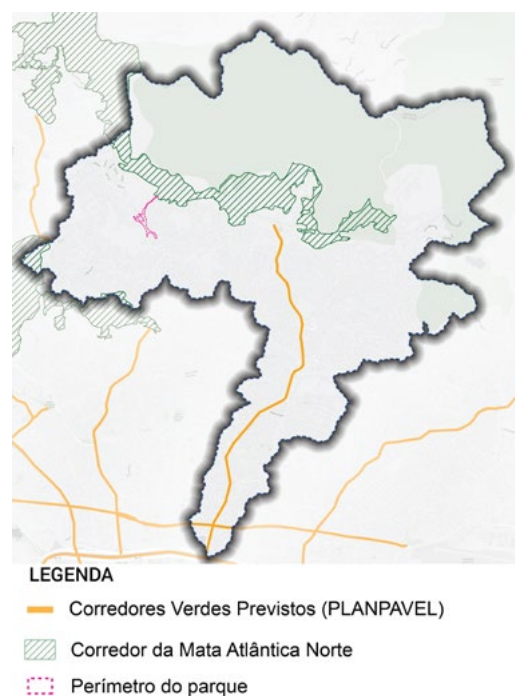 LEGENDA
Corredores Verdes Previstos (PLANPAVEL)
Corredor da Mata Atlântica Norte
Perímetro do parque